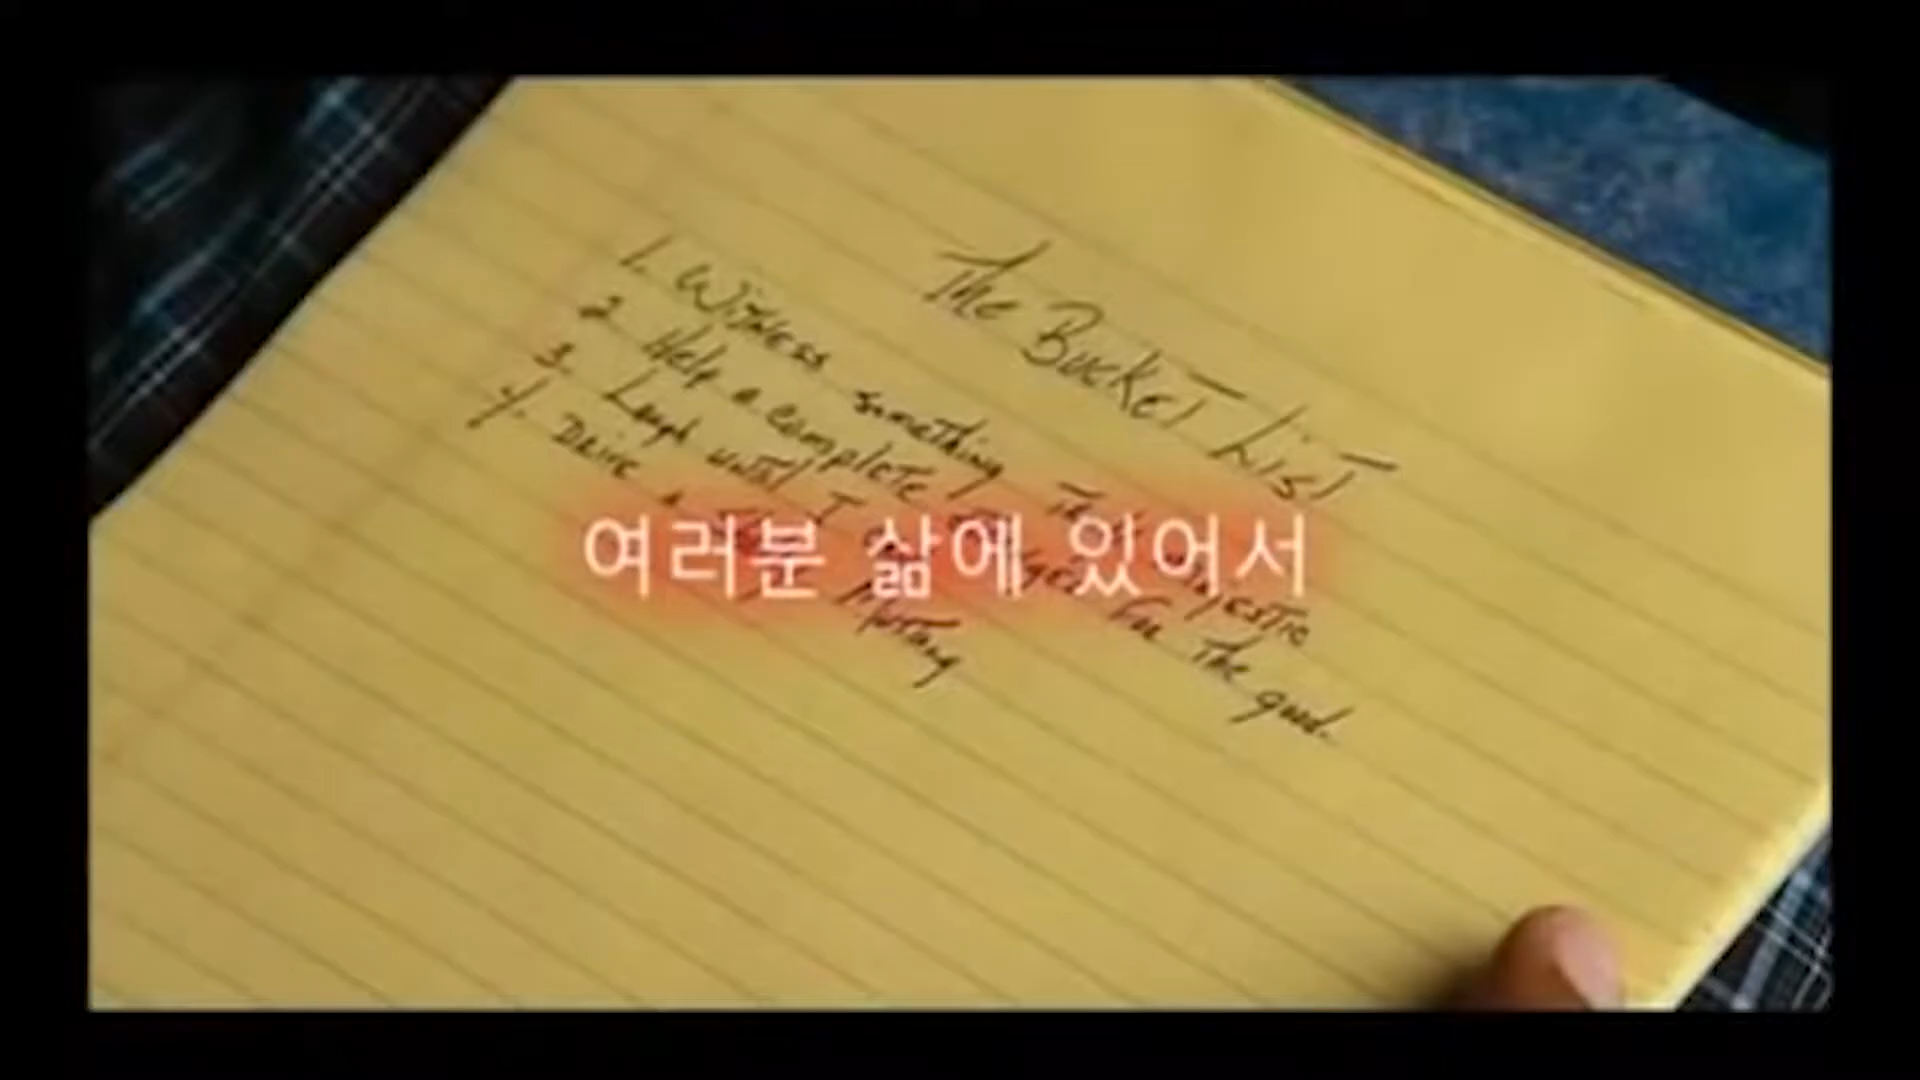 The Bucket List
1. Witness something Truly Majestic
2. Help a complete stranger For The good.
3. Laugh until I cry
4. Drive a Shelby Mustang
여러분 삶에 있어서